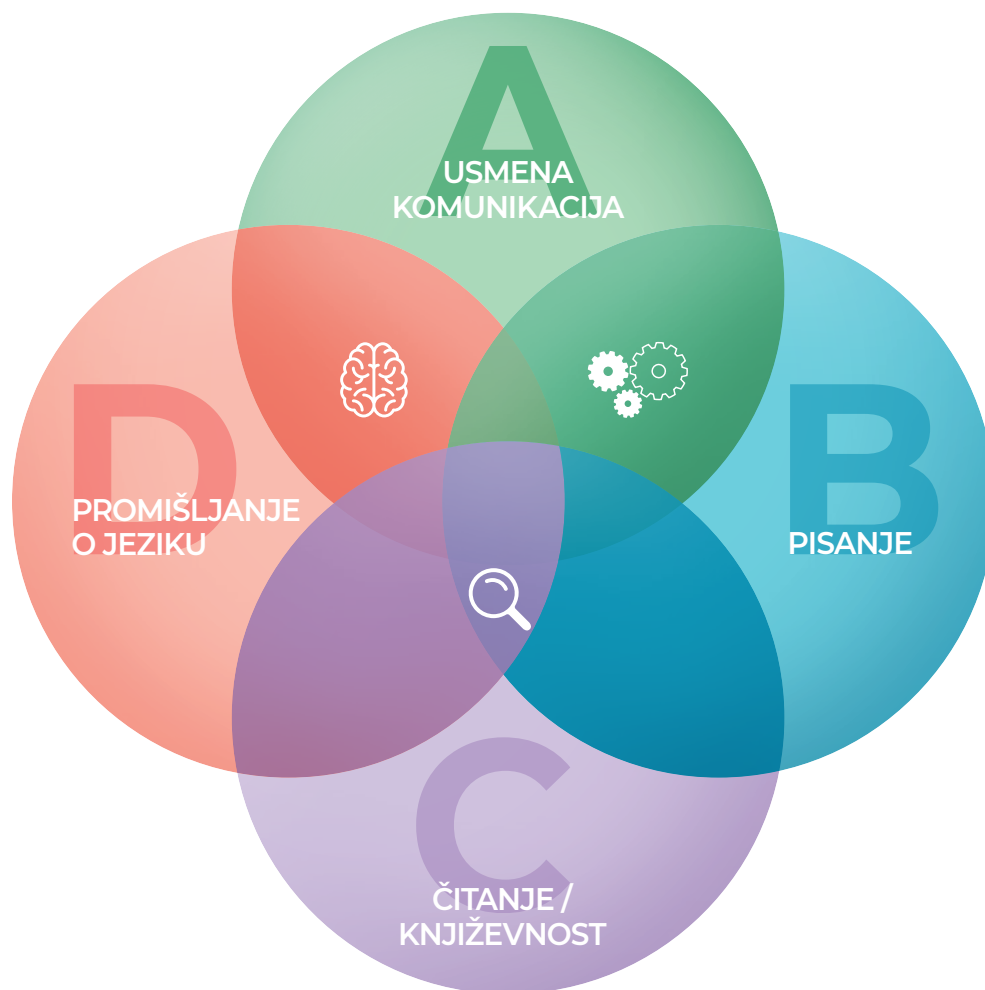 A
USMENA
KOMUNIKACIJA
D
PROMIŠLJANJE
O JEZIKU
B
PISANJE
C
ČITANJE /
KNJIŽEVNOST